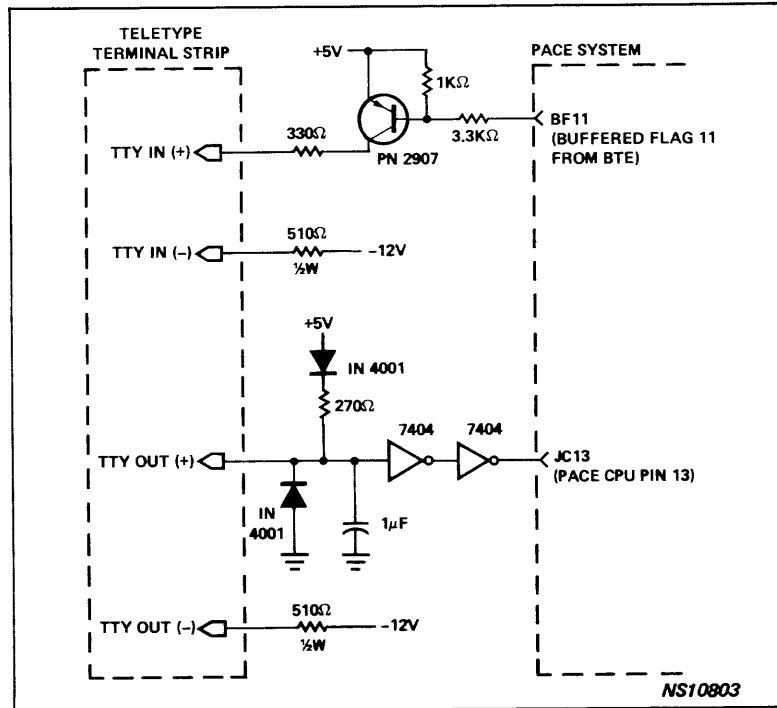 TELETYPE
TERMINAL STRIP
PACE SYSTEM
+5V
1KΩ
BF11
(BUFFERED FLAG 11
FROM BTE)
3.3KΩ
PN 2907
330Ω
TTY IN (+)
510Ω
TTY IN (−)
−12V
½W
+5V
IN 4001
270Ω
7404
7404
TTY OUT (+)
JC13
(PACE CPU PIN 13)
IN
4001
1μF
510Ω
TTY OUT (−)
−12V
½W
NS10803